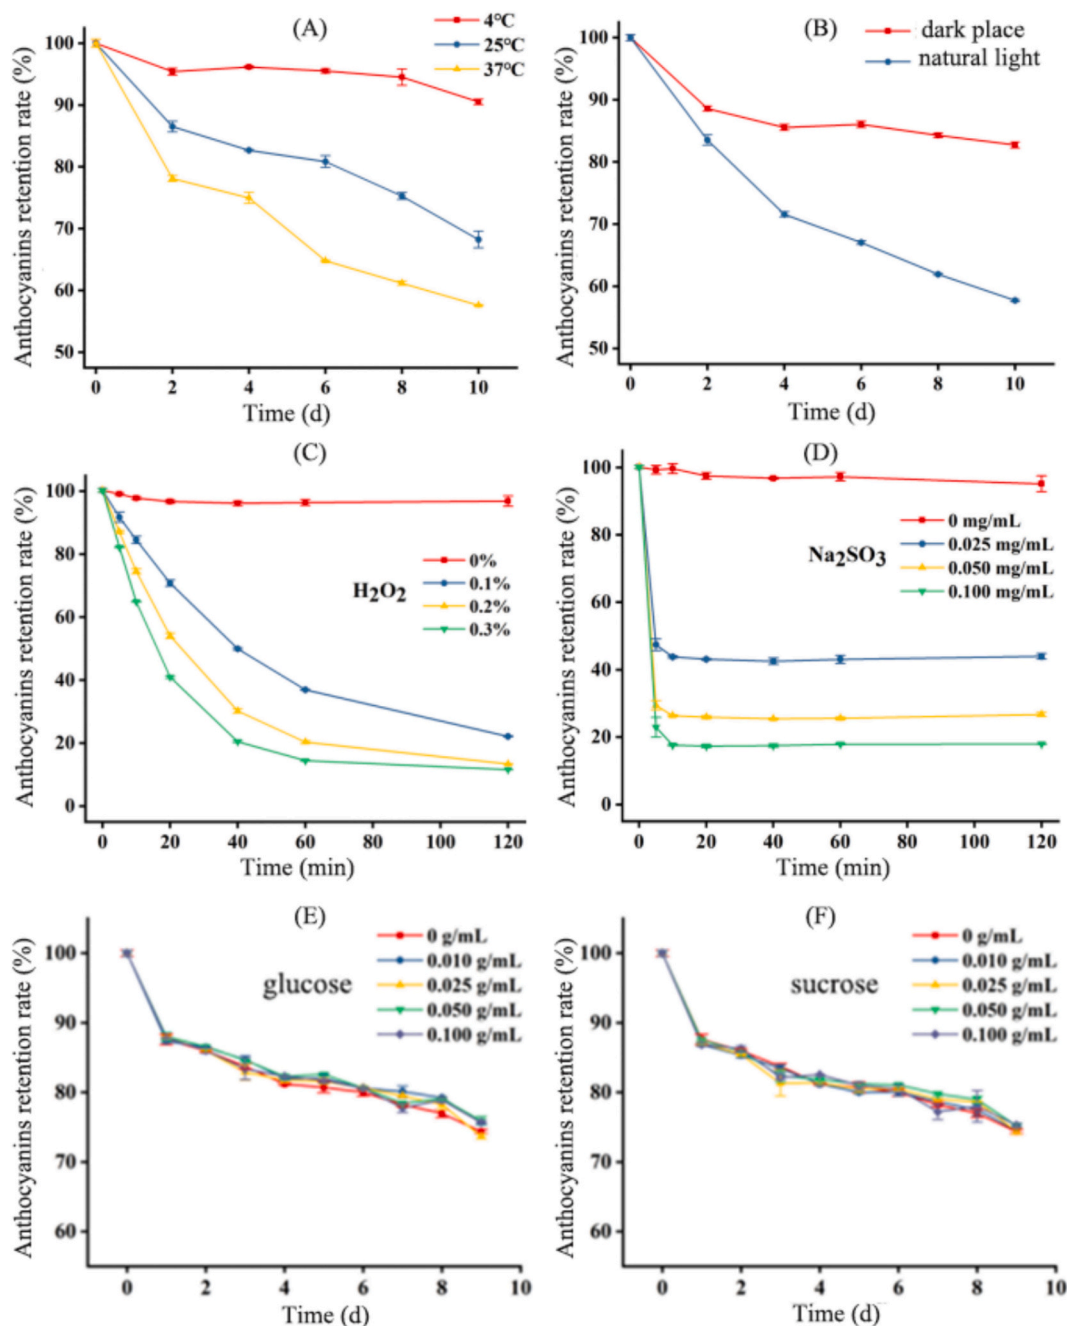 (A)
4°C
25°C
37°C
Anthocyanins retention rate (%)
100
90
80
70
60
50
0 2 4 6 8 10
Time (d)
(B)
dark place
natural light
Anthocyanins retention rate (%)
100
90
80
70
60
50
0 2 4 6 8 10
Time (d)
(C)
H2O2
0%
0.1%
0.2%
0.3%
Anthocyanins retention rate (%)
100
80
60
40
20
0
0 20 40 60 80 100 120
Time (min)
(D)
Na2SO3
0 mg/mL
0.025 mg/mL
0.050 mg/mL
0.100 mg/mL
Anthocyanins retention rate (%)
100
80
60
40
20
0
0 20 40 60 80 100 120
Time (min)
(E)
glucose
0 g/mL
0.010 g/mL
0.025 g/mL
0.050 g/mL
0.100 g/mL
Anthocyanins retention rate (%)
100
90
80
70
60
0 2 4 6 8 10
Time (d)
(F)
sucrose
0 g/mL
0.010 g/mL
0.025 g/mL
0.050 g/mL
0.100 g/mL
Anthocyanins retention rate (%)
100
90
80
70
60
0 2 4 6 8 10
Time (d)